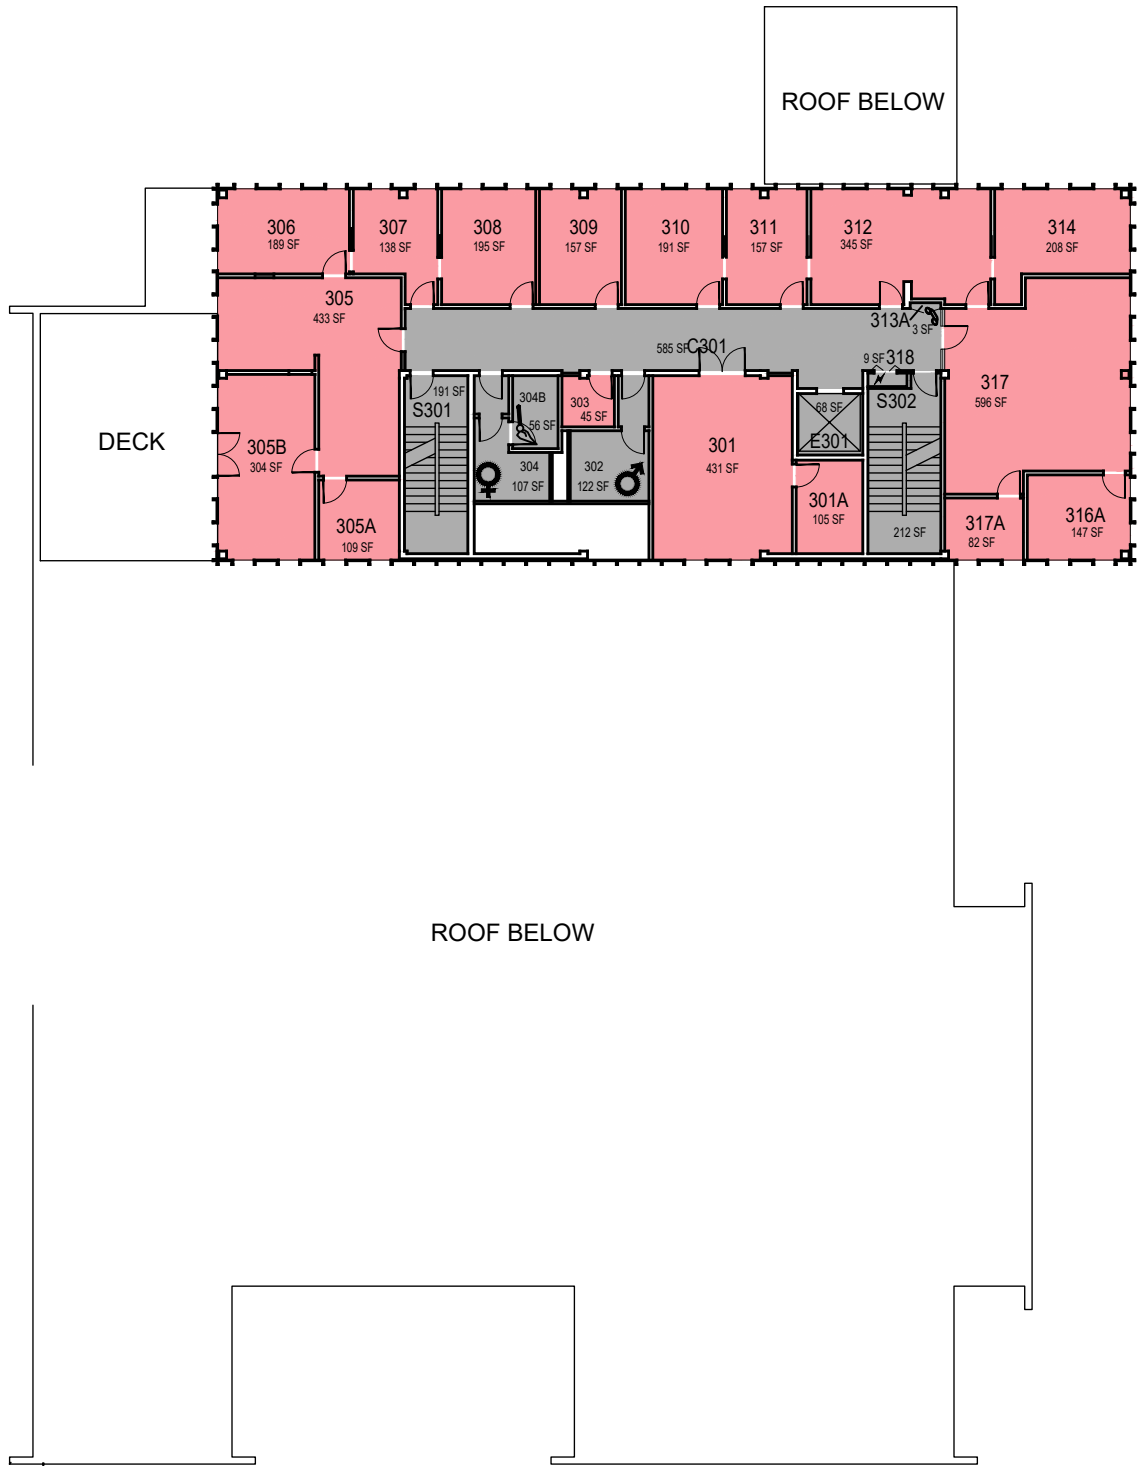 ROOF BELOW
306
189 SF
307
138 SF
308
195 SF
309
157 SF
310
191 SF
311
157 SF
312
345 SF
314
208 SF
305
433 SF
313A
3 SF
C301
585 SF
9 SF
318
317
596 SF
191 SF
S301
304B
56 SF
303
45 SF
68 SF
E301
S302
DECK
305B
304 SF
301
431 SF
304
107 SF
302
122 SF
301A
105 SF
305A
109 SF
212 SF
317A
82 SF
316A
147 SF
ROOF BELOW